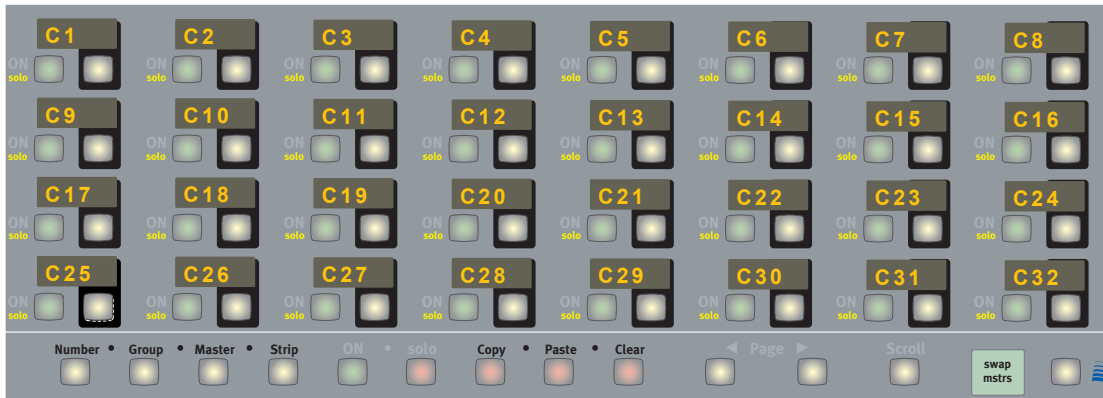 C1 C2 C3 C4 C5 C6 C7 C8
ON ON ON ON ON ON ON ON
solo solo solo solo solo solo solo solo
C9 C10 C11 C12 C13 C14 C15 C16
ON ON ON ON ON ON ON ON
solo solo solo solo solo solo solo solo
C17 C18 C19 C20 C21 C22 C23 C24
ON ON ON ON ON ON ON ON
solo solo solo solo solo solo solo solo
C25 C26 C27 C28 C29 C30 C31 C32
ON ON ON ON ON ON ON ON
solo solo solo solo solo solo solo solo
Number • Group • Master • Strip ON • solo Copy • Paste • Clear ◄ Page ► Scroll
swap
mstrs